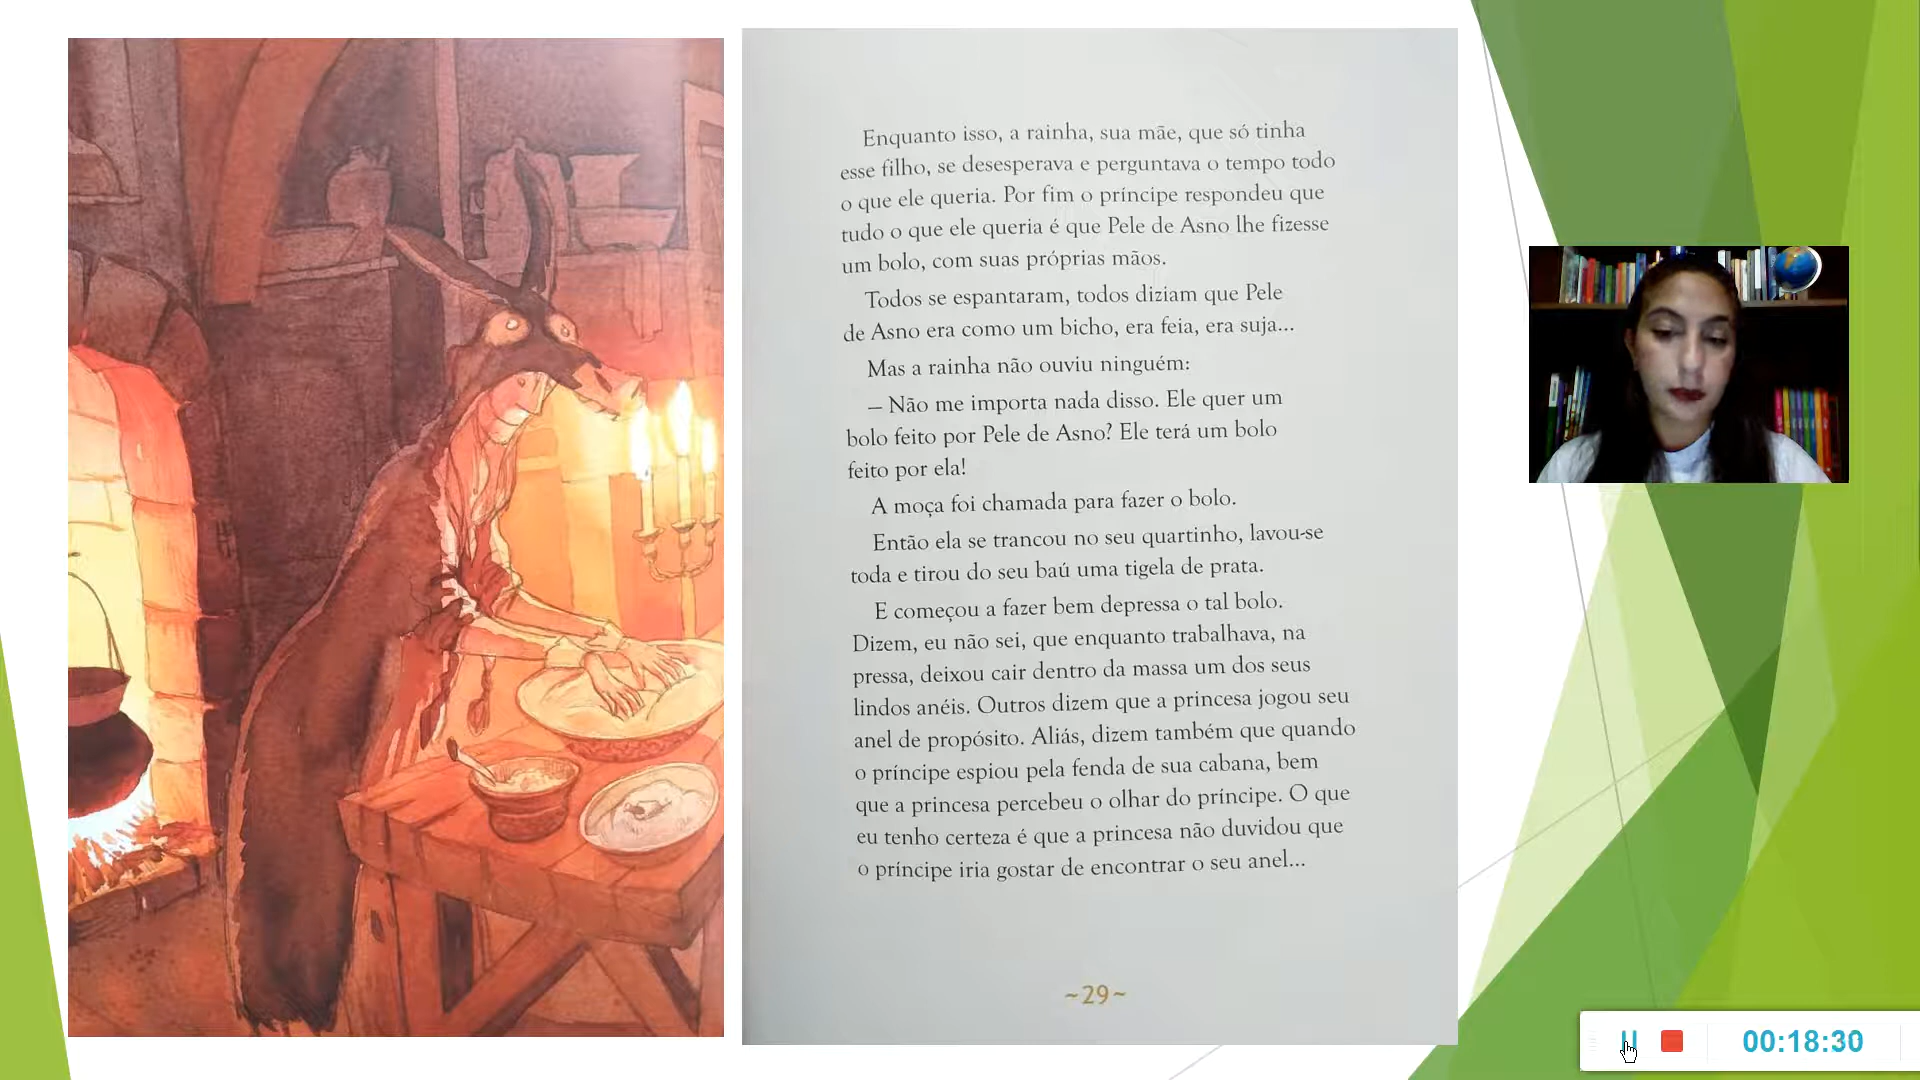 Enquanto isso, a rainha, sua mãe, que só tinha
esse filho, se desesperava e perguntava o tempo todo
o que ele queria. Por fim o príncipe respondeu que
tudo o que ele queria é que Pele de Asno lhe fizesse
um bolo, com suas próprias mãos.
Todos se espantaram, todos diziam que Pele
de Asno era como um bicho, era feia, era suja...
Mas a rainha não ouviu ninguém:
– Não me importa nada disso. Ele quer um
bolo feito por Pele de Asno? Ele terá um bolo
feito por ela!
A moça foi chamada para fazer o bolo.
Então ela se trancou no seu quartinho, lavou-se
toda e tirou do seu baú uma tigela de prata.
E começou a fazer bem depressa o tal bolo.
Dizem, eu não sei, que enquanto trabalhava, na
pressa, deixou cair dentro da massa um dos seus
lindos anéis. Outros dizem que a princesa jogou seu
anel de propósito. Aliás, dizem também que quando
o príncipe espiou pela fenda de sua cabana, bem
que a princesa percebeu o olhar do príncipe. O que
eu tenho certeza é que a princesa não duvidou que
o príncipe iria gostar de encontrar o seu anel...
~29~
00:18:30